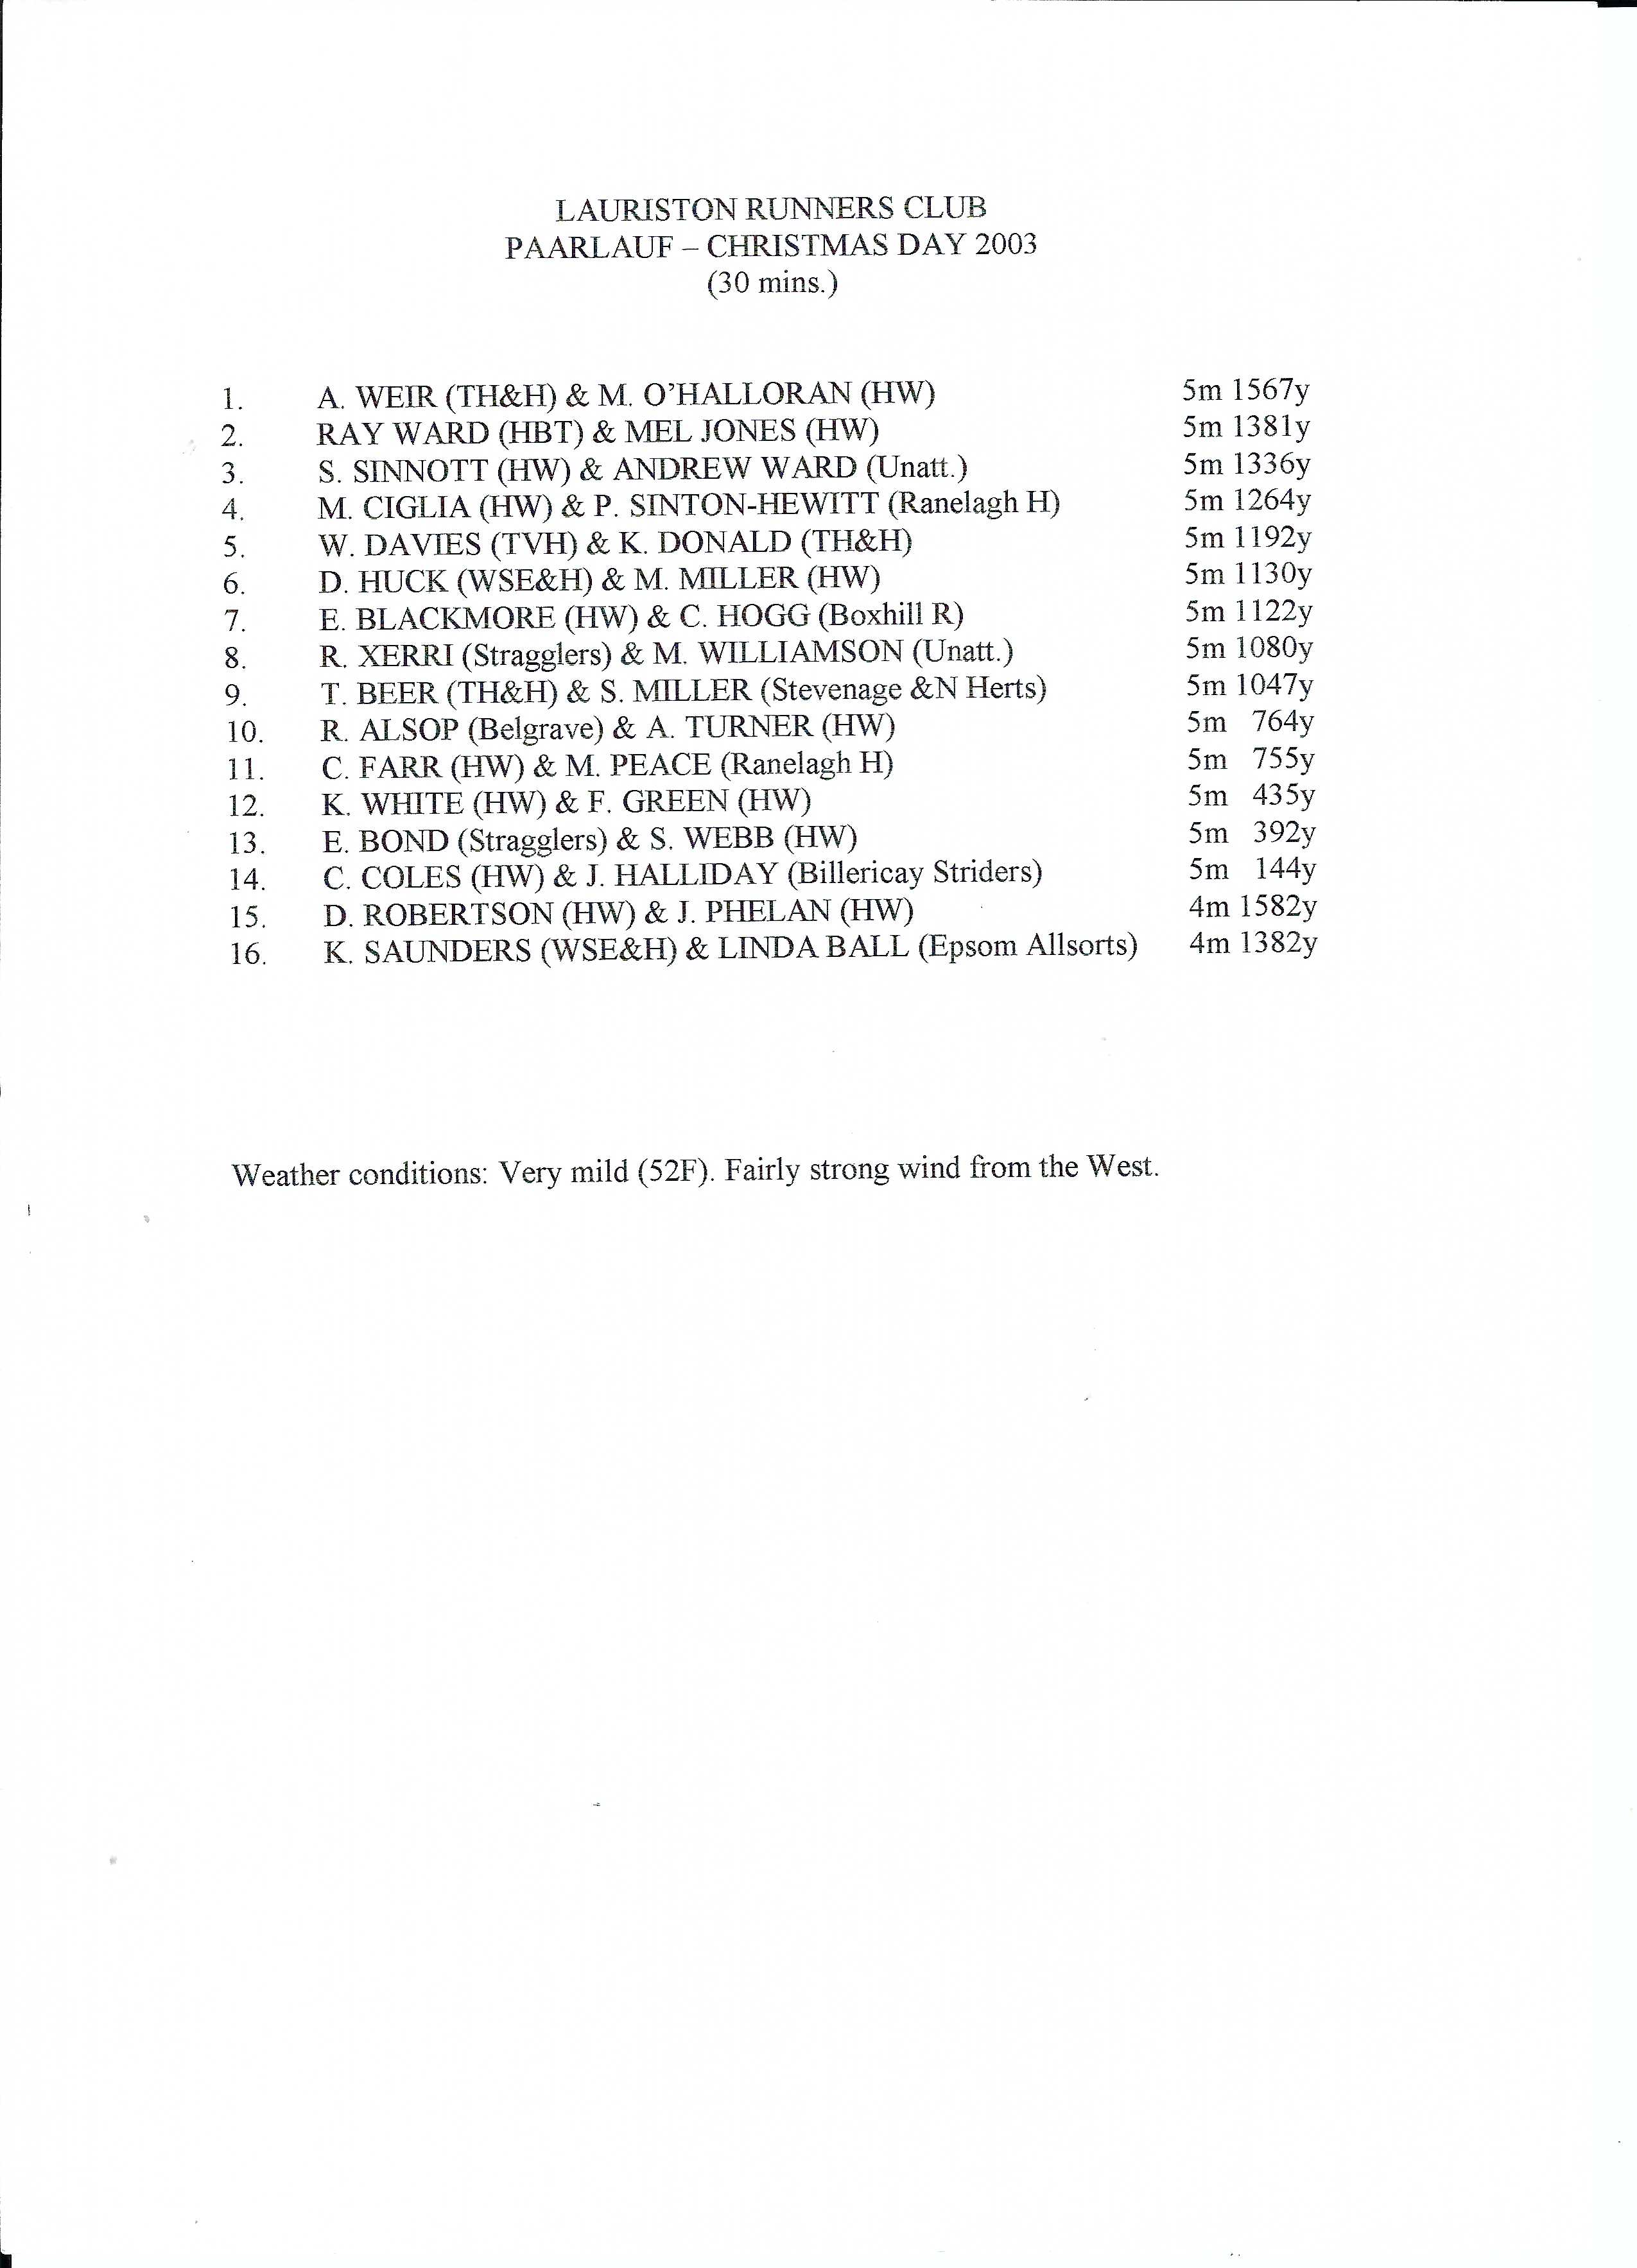 LAURISTON RUNNERS CLUB
PAARLAUF – CHRISTMAS DAY 2003
(30 mins.)
1. A. WEIR (TH&H) & M. O’HALLORAN (HW) 5m 1567y
2. RAY WARD (HBT) & MEL JONES (HW) 5m 1381y
3. S. SINNOTT (HW) & ANDREW WARD (Unatt.) 5m 1336y
4. M. CIGLIA (HW) & P. SINTON-HEWITT (Ranelagh H) 5m 1264y
5. W. DAVIES (TVH) & K. DONALD (TH&H) 5m 1192y
6. D. HUCK (WSE&H) & M. MILLER (HW) 5m 1130y
7. E. BLACKMORE (HW) & C. HOGG (Boxhill R) 5m 1122y
8. R. XERRI (Stragglers) & M. WILLIAMSON (Unatt.) 5m 1080y
9. T. BEER (TH&H) & S. MILLER (Stevenage &N Herts) 5m 1047y
10. R. ALSOP (Belgrave) & A. TURNER (HW) 5m 764y
11. C. FARR (HW) & M. PEACE (Ranelagh H) 5m 755y
12. K. WHITE (HW) & F. GREEN (HW) 5m 435y
13. E. BOND (Stragglers) & S. WEBB (HW) 5m 392y
14. C. COLES (HW) & J. HALLIDAY (Billericay Striders) 5m 144y
15. D. ROBERTSON (HW) & J. PHELAN (HW) 4m 1582y
16. K. SAUNDERS (WSE&H) & LINDA BALL (Epsom Allsorts) 4m 1382y
Weather conditions: Very mild (52F). Fairly strong wind from the West.